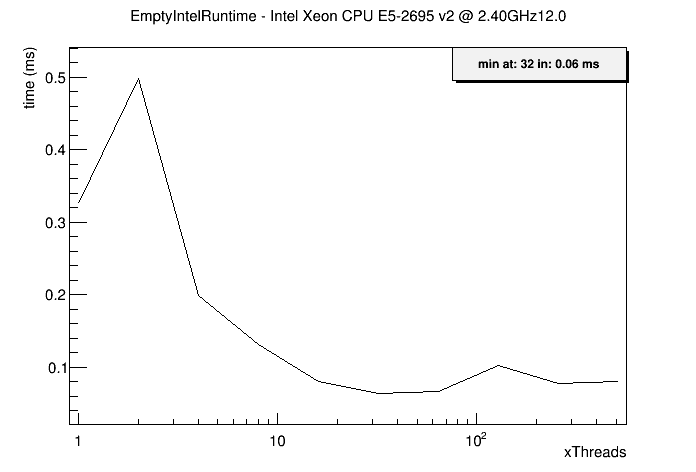 EmptyIntelRuntime - Intel Xeon CPU E5-2695 v2 @ 2.40GHz12.0
min at: 32 in: 0.06 ms
time (ms)
0.5
0.4
0.3
0.2
0.1
1 10 10²
xThreads